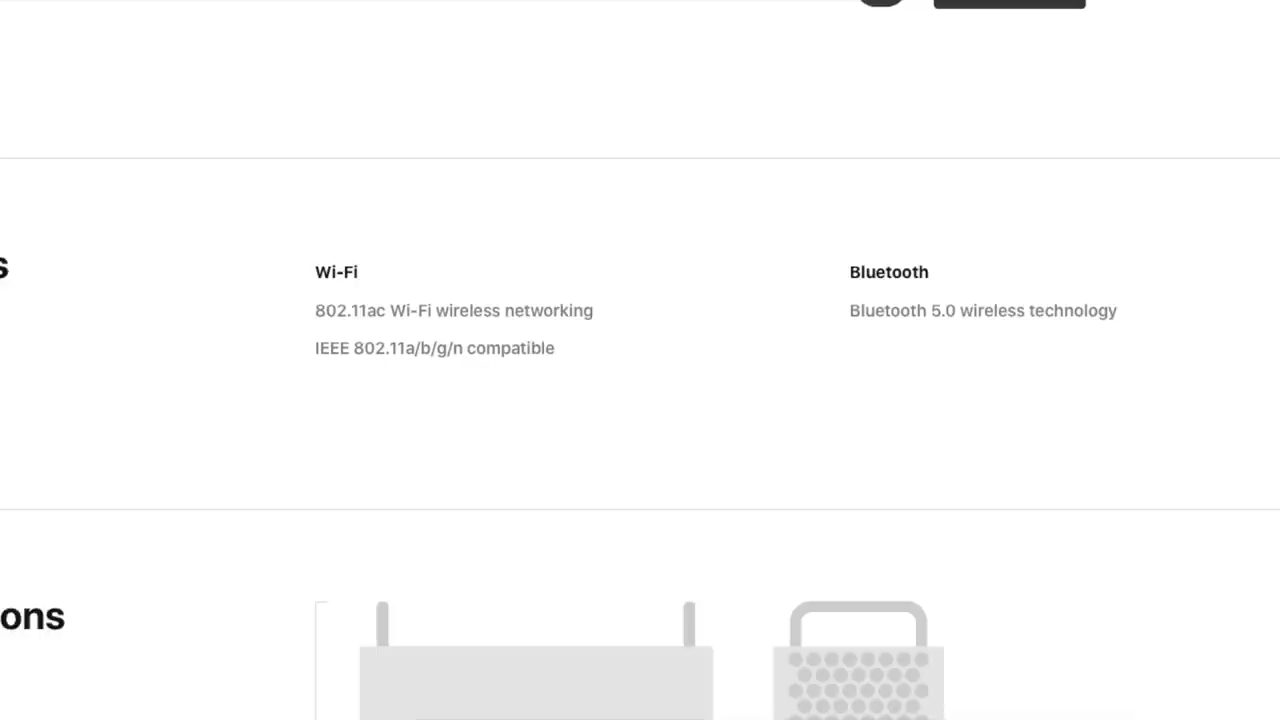 Wi-Fi
802.11ac Wi-Fi wireless networking
IEEE 802.11a/b/g/n compatible
Bluetooth
Bluetooth 5.0 wireless technology
s
ons